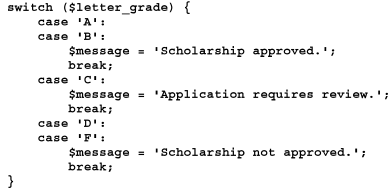 switch ($letter_grade) {
    case 'A':
    case 'B':
        $message = 'Scholarship approved.';
        break;
    case 'C':
        $message = 'Application requires review.';
        break;
    case 'D':
    case 'F':
        $message = 'Scholarship not approved.';
        break;
}